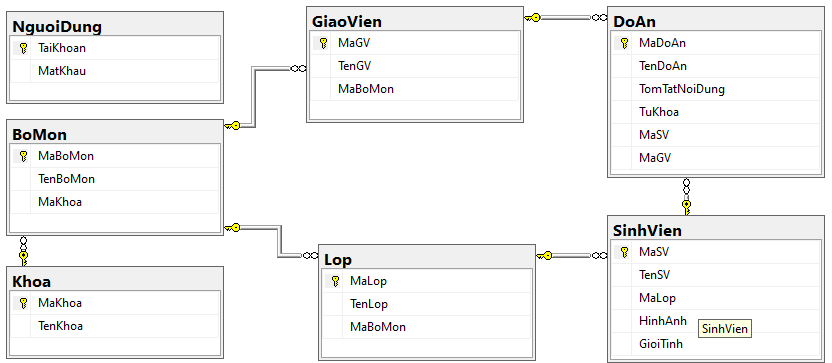 NguoiDung
TaiKhoan
MatKhau
GiaoVien
MaGV
TenGV
MaBoMon
DoAn
MaDoAn
TenDoAn
TomTatNoiDung
TuKhoa
MaSV
MaGV
BoMon
MaBoMon
TenBoMon
MaKhoa
Khoa
MaKhoa
TenKhoa
Lop
MaLop
TenLop
MaBoMon
SinhVien
MaSV
TenSV
MaLop
HinhAnh
SinhVien
GioiTinh